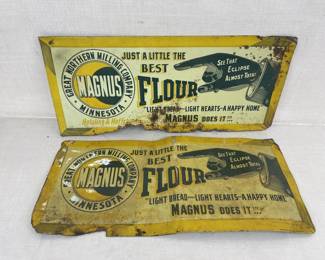 JUST A LITTLE THE
BEST
FLOUR
GREAT NORTHERN MILLING COMPANY
MAGNUS
MINNESOTA
SEE THAT
ECLIPSE
ALMOST TOTAL
"LIGHT BREAD—LIGHT HEARTS—A HAPPY HOME
MAGNUS DOES IT
JUST A LITTLE THE
BEST
FLOUR
GREAT NORTHERN MILLING COMPANY
MAGNUS
MINNESOTA
SEE THAT
ECLIPSE
ALMOST TOTAL
"LIGHT BREAD—LIGHT HEARTS—A HAPPY HOME
MAGNUS DOES IT